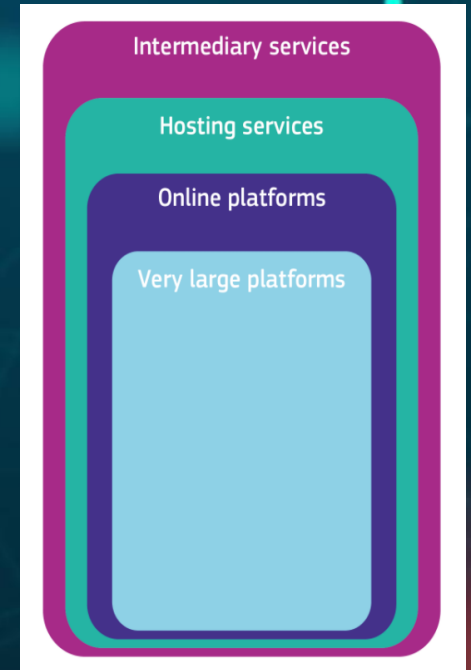 Intermediary services
Hosting services
Online platforms
Very large platforms